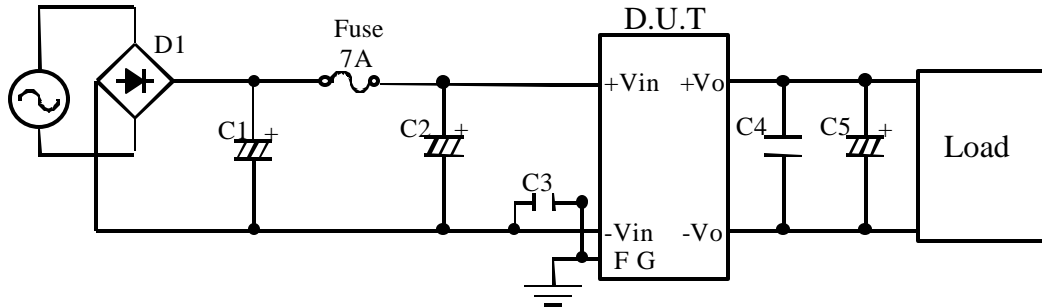 D.U.T
Fuse
7A
D1
+Vin
+Vo
C1
+
C2
+
C4
C5
+
Load
C3
-Vin
-Vo
F G